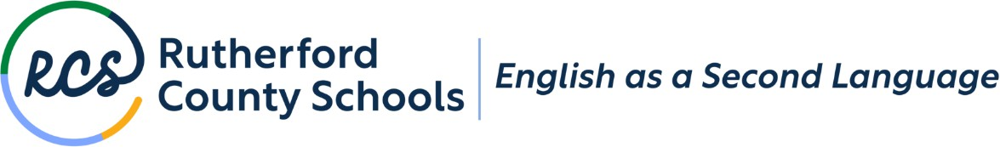 RCS
Rutherford
County Schools
English as a Second Language